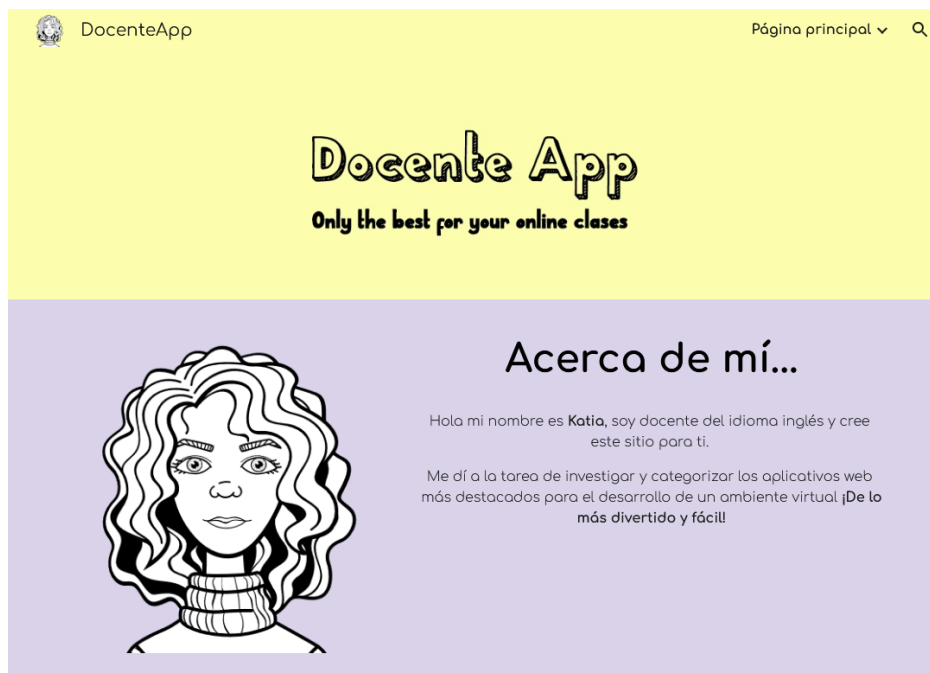 DocenteApp
Página principal
Docente App
Only the best for your online clases
Acerca de mí...
Hola mi nombre es Katia, soy docente del idioma inglés y cree
este sitio para ti.
Me dí a la tarea de investigar y categorizar los aplicativos web
más destacados para el desarrollo de un ambiente virtual ¡De lo
más divertido y fácil!